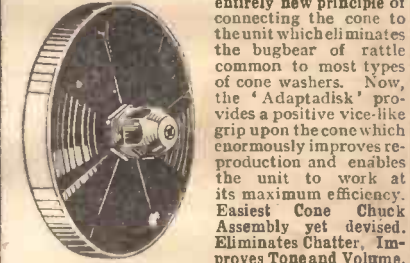 entirely new principle of
connecting the cone to
the unit which eliminates
the bugbear of rattle
common to most types
of cone washers. Now,
the ‘Adaptadisk’ pro-
vides a positive vice-like
grip upon the cone which
enormously improves re-
production and enables
the unit to work at
its maximum efficiency.
Easiest Cone Chuck
Assembly yet devised.
Eliminates Chatter, Im-
proves Tone and Volume.